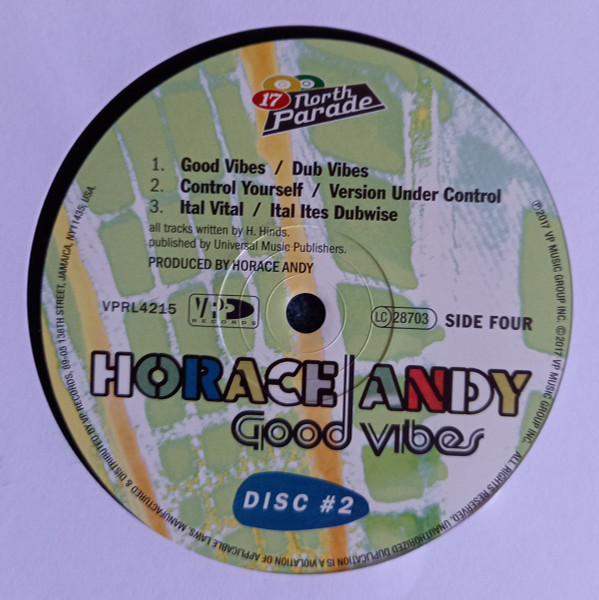 17 North
Parade
1. Good Vibes / Dub Vibes
2. Control Yourself / Version Under Control
3. Ital Vital / Ital Ites Dubwise
all tracks written by H. Hinds.
published by Universal Music Publishers.
PRODUCED BY HORACE ANDY
VPRL4215 VP RECORDS LC 28703 SIDE FOUR
HORACE ANDY
Good vibes
DISC #2
℗2017 VP MUSIC GROUP INC. ©2017 VP MUSIC GROUP INC. ALL RIGHTS RESERVED. UNAUTHORIZED DUPLICATION IS A VIOLATION OF APPLICABLE LAWS. MANUFACTURED & DISTRIBUTED BY VP RECORDS, 89-05 138TH STREET, JAMAICA, NY11435, USA.